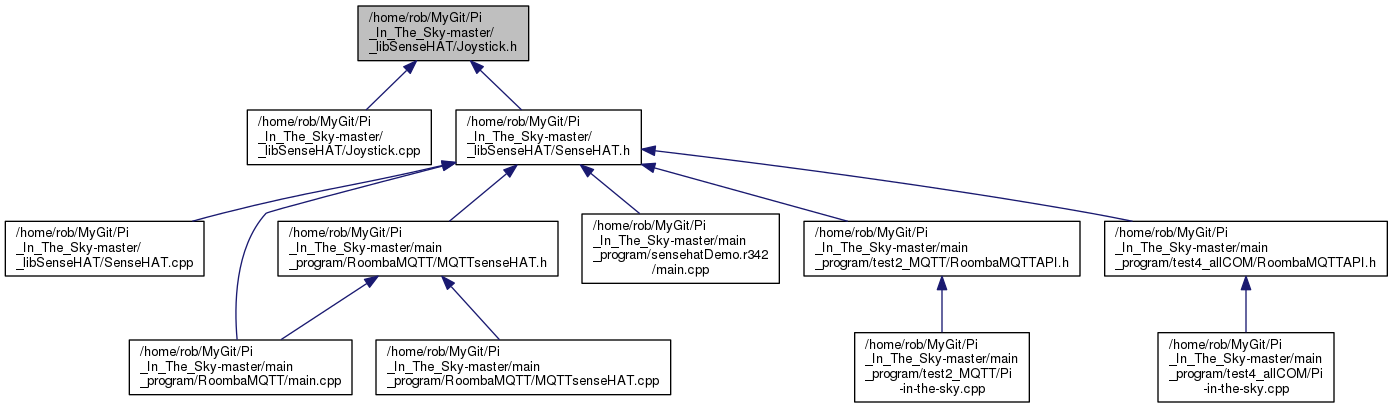 /home/rob/MyGit/Pi
_In_The_Sky-master/
_libSenseHAT/Joystick.h
/home/rob/MyGit/Pi
_In_The_Sky-master/
_libSenseHAT/Joystick.cpp
/home/rob/MyGit/Pi
_In_The_Sky-master/
_libSenseHAT/SenseHAT.h
/home/rob/MyGit/Pi
_In_The_Sky-master/
_libSenseHAT/SenseHAT.cpp
/home/rob/MyGit/Pi
_In_The_Sky-master/main
_program/RoombaMQTT/MQTTsenseHAT.h
/home/rob/MyGit/Pi
_In_The_Sky-master/main
_program/sensehatDemo.r342
/main.cpp
/home/rob/MyGit/Pi
_In_The_Sky-master/main
_program/test2_MQTT/RoombaMQTTAPI.h
/home/rob/MyGit/Pi
_In_The_Sky-master/main
_program/test4_allCOM/RoombaMQTTAPI.h
/home/rob/MyGit/Pi
_In_The_Sky-master/main
_program/RoombaMQTT/main.cpp
/home/rob/MyGit/Pi
_In_The_Sky-master/main
_program/RoombaMQTT/MQTTsenseHAT.cpp
/home/rob/MyGit/Pi
_In_The_Sky-master/main
_program/test2_MQTT/Pi
-in-the-sky.cpp
/home/rob/MyGit/Pi
_In_The_Sky-master/main
_program/test4_allCOM/Pi
-in-the-sky.cpp